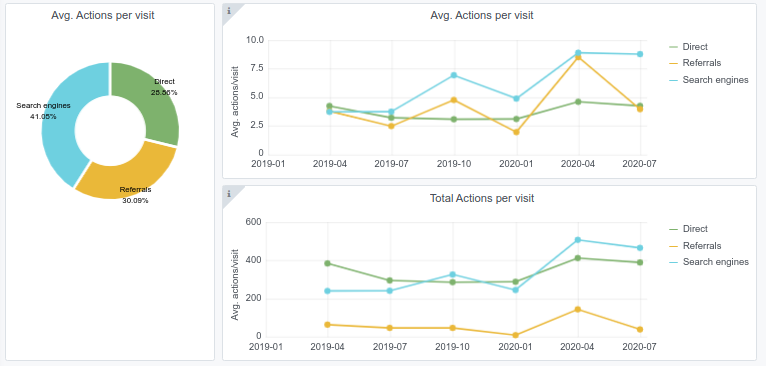 Avg. Actions per visit
Direct
28.86%
Search engines
41.05%
Referrals
30.09%
i
Avg. Actions per visit
Avg. actions/visit
10.0
7.5
5.0
2.5
0
2019-01
2019-04
2019-07
2019-10
2020-01
2020-04
2020-07
Direct
Referrals
Search engines
i
Total Actions per visit
Avg. actions/visit
600
400
200
0
2019-01
2019-04
2019-07
2019-10
2020-01
2020-04
2020-07
Direct
Referrals
Search engines